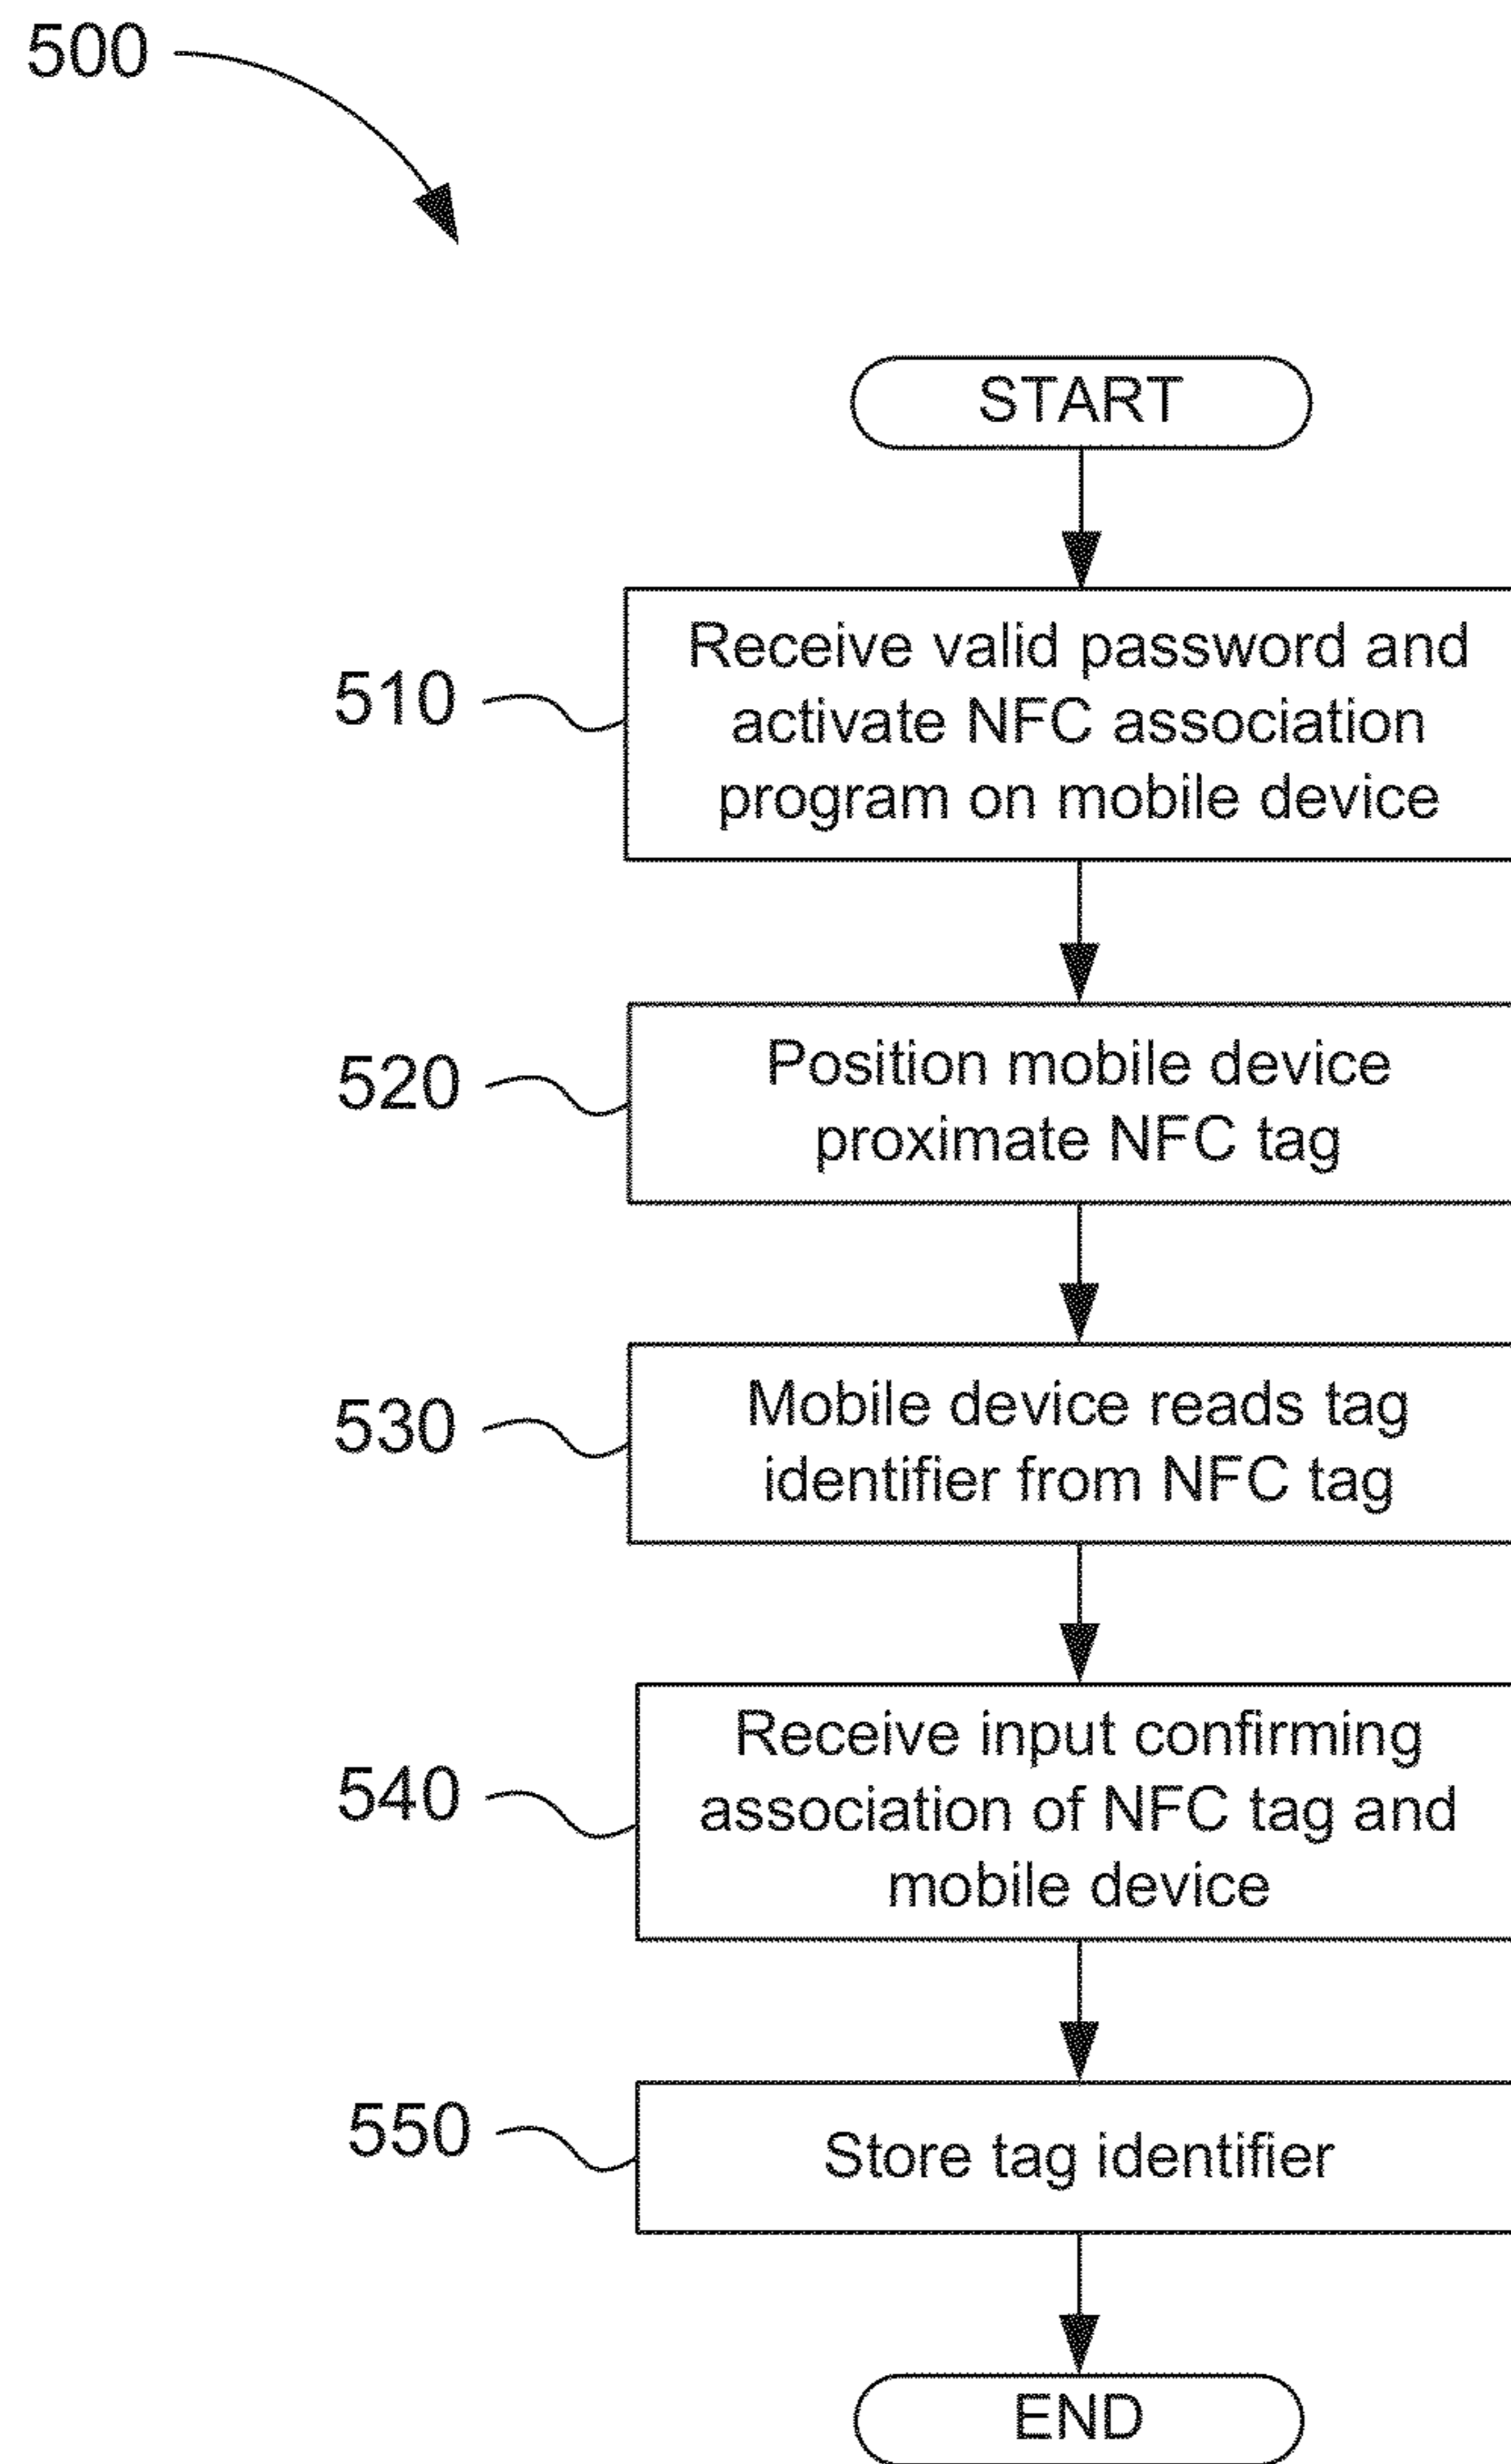 500
START
510
Receive valid password and
activate NFC association
program on mobile device
520
Position mobile device
proximate NFC tag
530
Mobile device reads tag
identifier from NFC tag
540
Receive input confirming
association of NFC tag and
mobile device
550
Store tag identifier
END